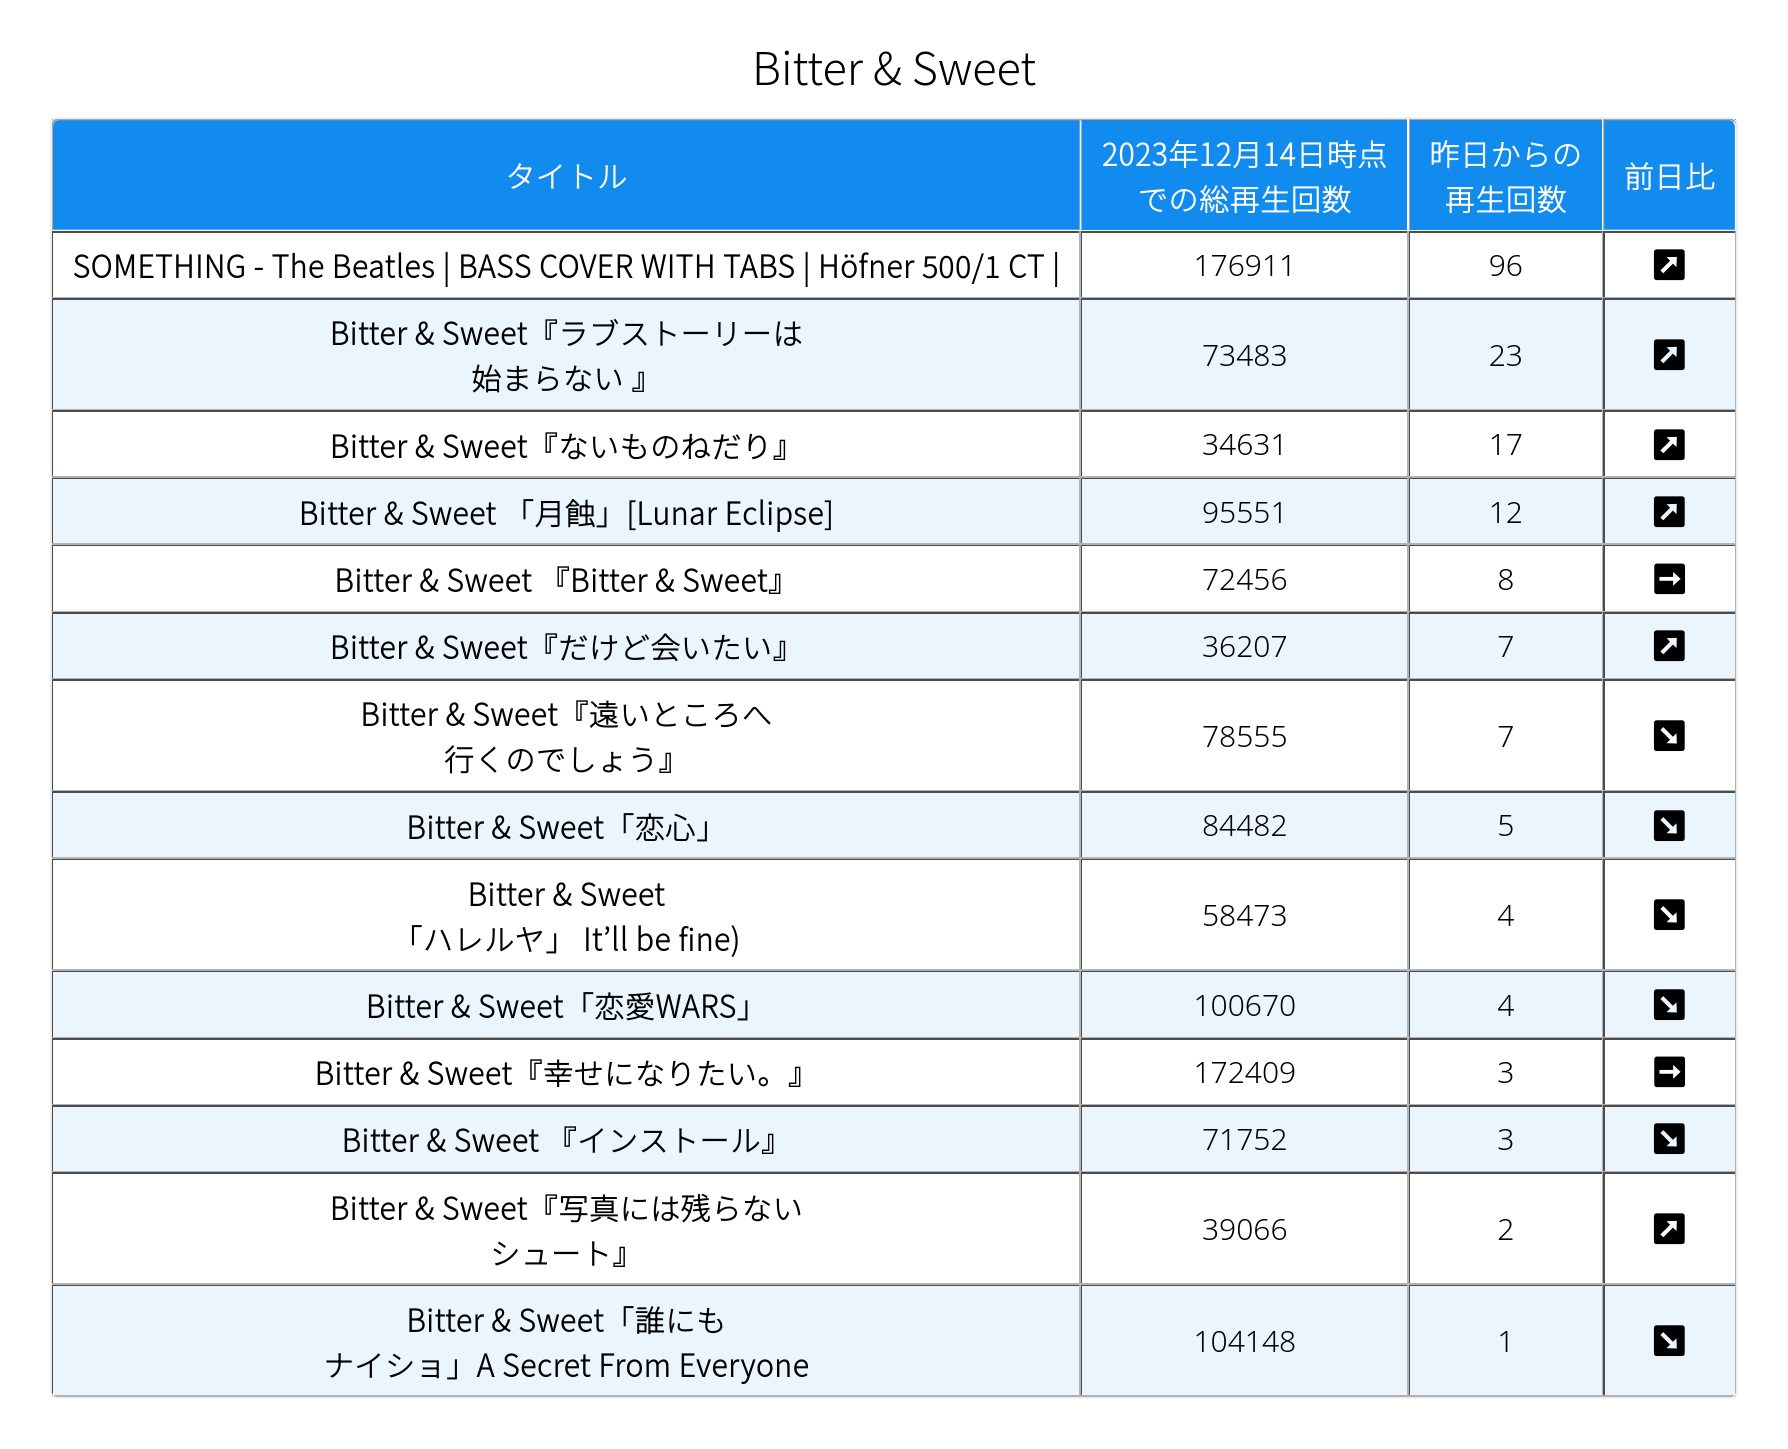 Bitter & Sweet
タイトル
2023年12月14日時点
での総再生回数
昨日からの
再生回数
前日比
SOMETHING - The Beatles | BASS COVER WITH TABS | Höfner 500/1 CT |
176911
96
Bitter & Sweet『ラブストーリーは
始まらない 』
73483
23
Bitter & Sweet『ないものねだり』
34631
17
Bitter & Sweet 「月蝕」[Lunar Eclipse]
95551
12
Bitter & Sweet 『Bitter & Sweet』
72456
8
Bitter & Sweet『だけど会いたい』
36207
7
Bitter & Sweet『遠いところへ
行くのでしょう』
78555
7
Bitter & Sweet「恋心」
84482
5
Bitter & Sweet
「ハレルヤ」 It’ll be fine)
58473
4
Bitter & Sweet「恋愛WARS」
100670
4
Bitter & Sweet『幸せになりたい。』
172409
3
Bitter & Sweet 『インストール』
71752
3
Bitter & Sweet『写真には残らない
シュート』
39066
2
Bitter & Sweet「誰にも
ナイショ」A Secret From Everyone
104148
1